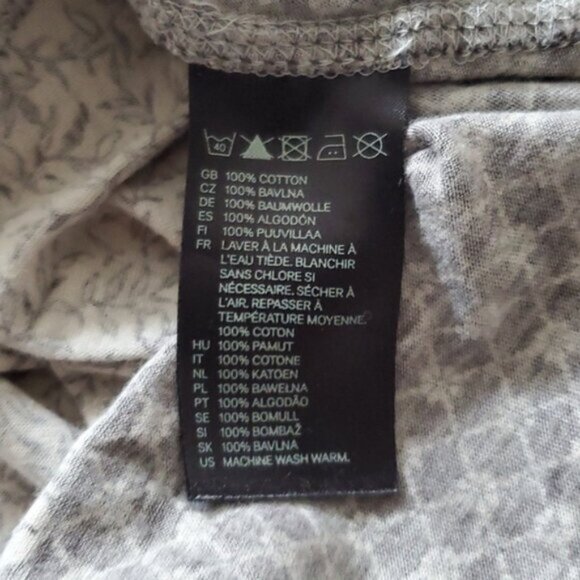 40
GB 100% COTTON
CZ 100% BAVLNA
DE 100% BAUMWOLLE
ES 100% ALGODÓN
FI 100% PUUVILLAA
FR LAVER À LA MACHINE À
L'EAU TIÈDE. BLANCHIR
SANS CHLORE SI
NÉCESSAIRE. SÉCHER À
L'AIR. REPASSER À
TEMPÉRATURE MOYENNE.
100% COTON
HU 100% PAMUT
IT 100% COTONE
NL 100% KATOEN
PL 100% BAWEŁNA
PT 100% ALGODÃO
SE 100% BOMULL
SI 100% BOMBAŽ
SK 100% BAVLNA
US MACHINE WASH WARM.